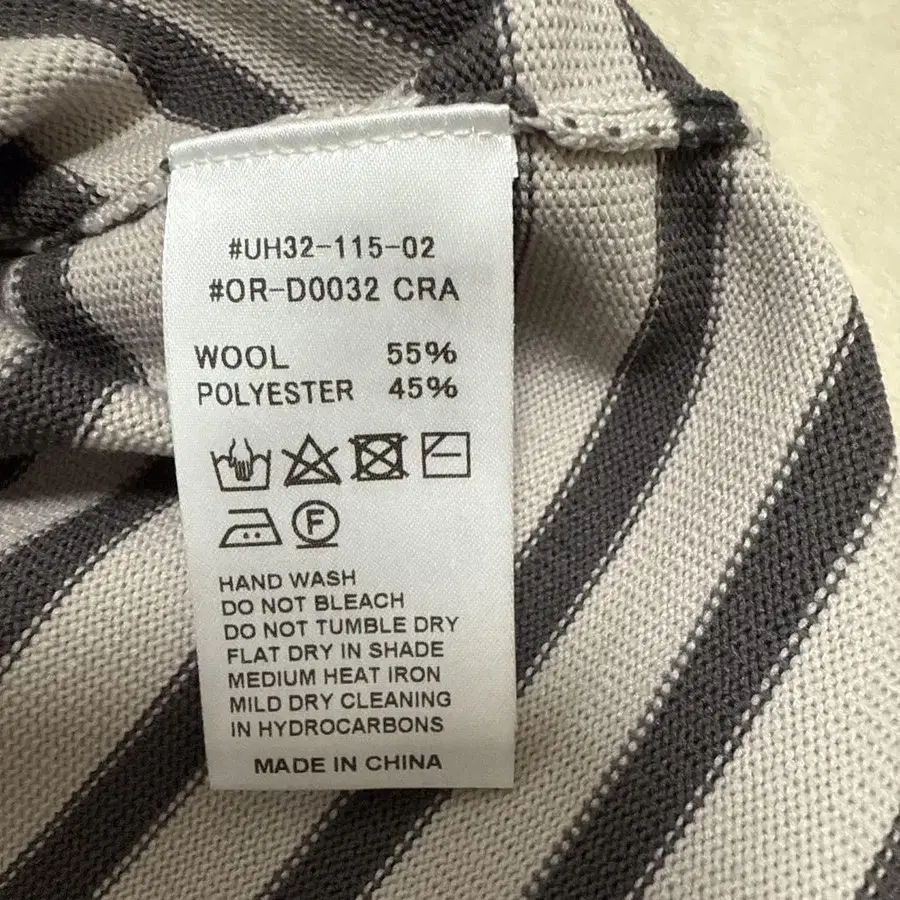 #UH32-115-02
#OR-D0032 CRA
WOOL 55%
POLYESTER 45%
F
HAND WASH
DO NOT BLEACH
DO NOT TUMBLE DRY
FLAT DRY IN SHADE
MEDIUM HEAT IRON
MILD DRY CLEANING
IN HYDROCARBONS
MADE IN CHINA